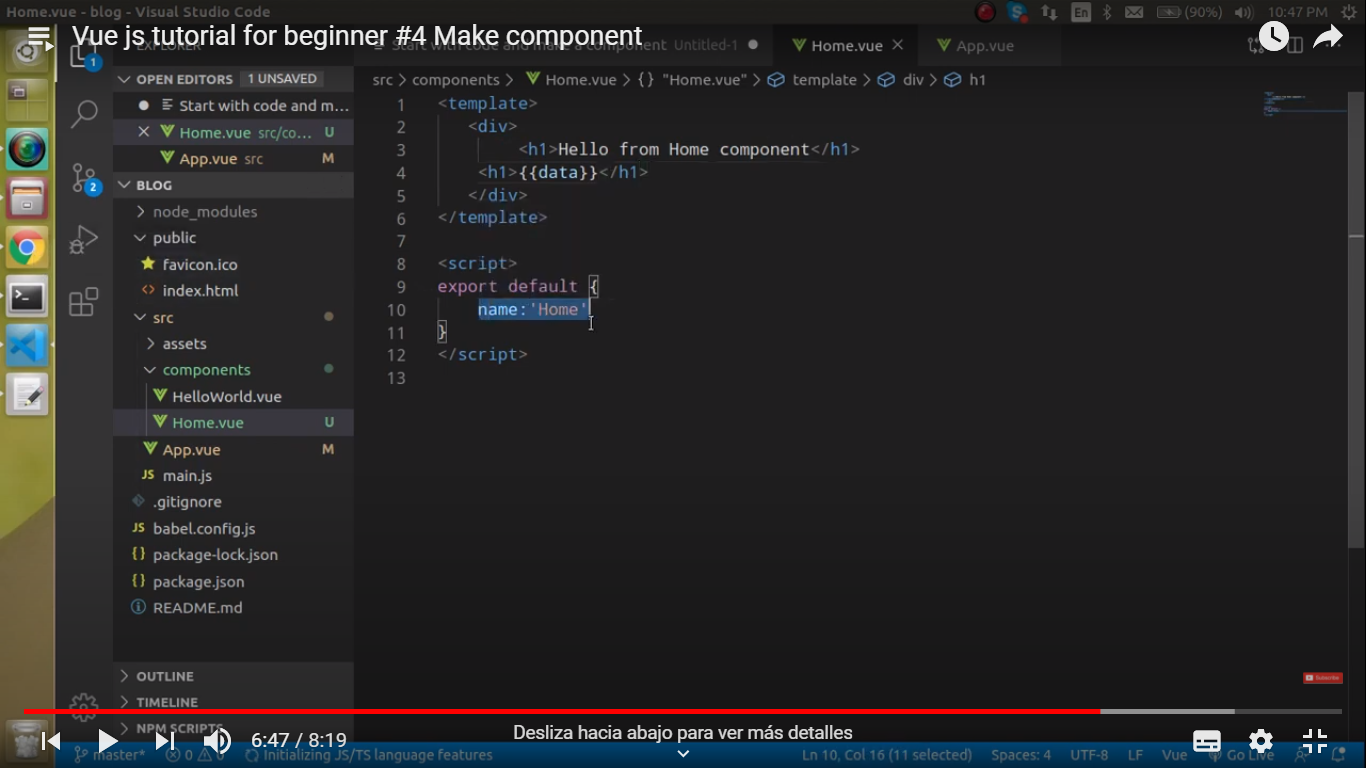 Home.vue - blog - Visual Studio Code
En
(90%)
10:47 PM
Vue js tutorial for beginner #4 Make component
EXPLORER
Start with code and make a component Untitled-1
Home.vue
App.vue
1
OPEN EDITORS 1 UNSAVED
Start with code and m...
Home.vue src/co... U
App.vue src M
BLOG
2
node_modules
public
favicon.ico
index.html
src
assets
components
HelloWorld.vue
Home.vue U
App.vue M
JS main.js
.gitignore
JS babel.config.js
{} package-lock.json
{} package.json
README.md
OUTLINE
TIMELINE
NPM SCRIPTS
src > components > Home.vue > {} "Home.vue" > template > div > h1
1 <template>
2 <div>
3 <h1>Hello from Home component</h1>
4 <h1>{{data}}</h1>
5 </div>
6 </template>
7
8 <script>
9 export default {
10 name:'Home'
11 }
12 </script>
13
Subscribe
6:47 / 8:19
Desliza hacia abajo para ver más detalles
master* 0 0 Initializing JS/TS language features
Ln 10, Col 16 (11 selected) Spaces: 4 UTF-8 LF Vue Go Live